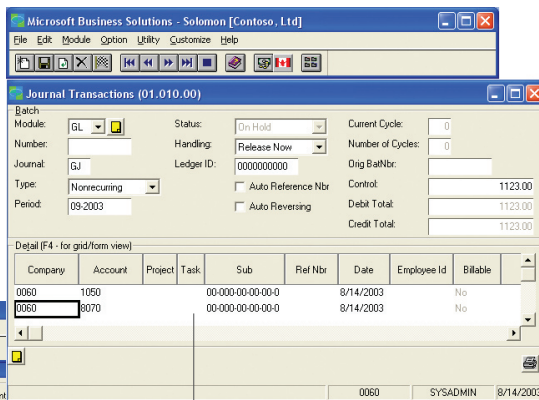 Microsoft Business Solutions - Solomon [Contoso, Ltd]
File Edit Module Option Utility Customize Help
Journal Transactions (01.010.00)
Batch
Module: GL Status: On Hold Current Cycle: 0
Number: Handling: Release Now Number of Cycles: 0
Journal: GJ Ledger ID: 0000000000 Orig BatNbr:
Type: Nonrecurring Auto Reference Nbr Control: 1123.00
Period: 09-2003 Auto Reversing Debit Total: 1123.00
Credit Total: 1123.00
Detail (F4 - for grid/form view)
Company Account Project Task Sub Ref Nbr Date Employee Id Billable
0060 1050 00-000-00-00-00-0 8/14/2003 No
0060 8070 00-000-00-00-00-0 8/14/2003 No
0060 SYSADMIN 8/14/2003